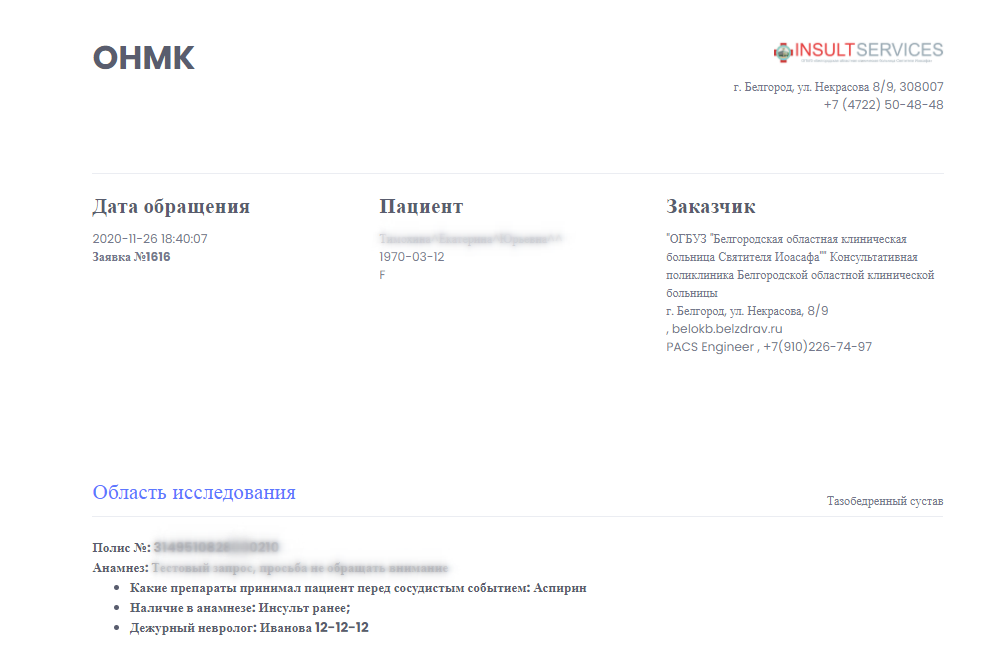 ОНМК
INSULTSERVICES
г. Белгород, ул. Некрасова 8/9, 308007
+7 (4722) 50-48-48
Дата обращения
2020-11-26 18:40:07
Заявка №1616
Пациент
1970-03-12
F
Заказчик
"ОГБУЗ "Белгородская областная клиническая
больница Святителя Иоасафа"" Консультативная
поликлиника Белгородской областной клинической
больницы
г. Белгород, ул. Некрасова, 8/9
, belokb.belzdrav.ru
PACS Engineer , +7(910)226-74-97
Область исследования
Тазобедренный сустав
Полис №:
Анамнез:
Какие препараты принимал пациент перед сосудистым событием: Аспирин
Наличие в анамнезе: Инсульт ранее;
Дежурный невролог: Иванова 12-12-12